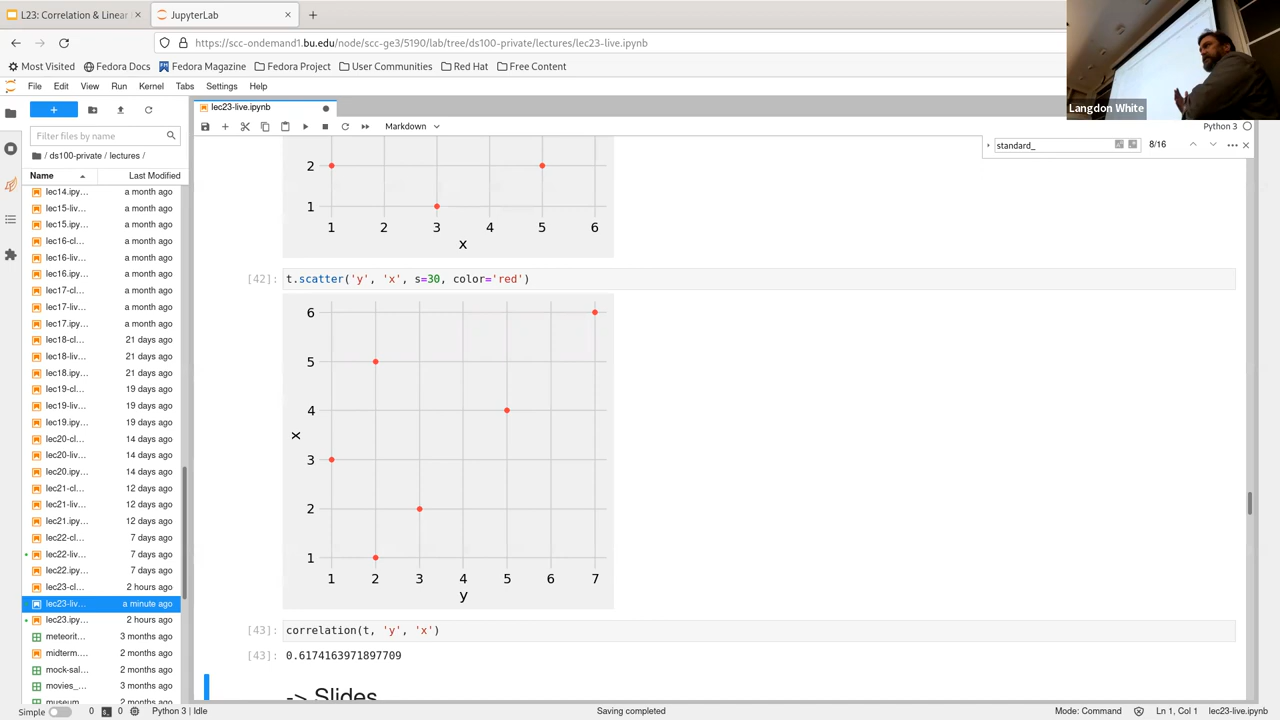 L23: Correlation & Linear
JupyterLab
https://scc-ondemand1.bu.edu/node/scc-ge3/5190/lab/tree/ds100-private/lectures/lec23-live.ipynb
Most Visited
Fedora Docs
Fedora Magazine
Fedora Project
User Communities
Red Hat
Free Content
Langdon White
File Edit View Run Kernel Tabs Settings Help
lec23-live.ipynb
Markdown
Python 3
Filter files by name
standard_
8/16
/ ds100-private / lectures /
Name Last Modified
lec14.ipy… a month ago
lec15-liv… a month ago
lec15.ipy… a month ago
lec16-cl… a month ago
lec16-liv… a month ago
lec16.ipy… a month ago
lec17-cl… a month ago
lec17-liv… a month ago
lec17.ipy… a month ago
lec18-cl… 21 days ago
lec18-liv… 21 days ago
lec18.ipy… 21 days ago
lec19-cl… 19 days ago
lec19-liv… 19 days ago
lec19.ipy… 19 days ago
lec20-cl… 14 days ago
lec20-liv… 14 days ago
lec20.ipy… 14 days ago
lec21-cl… 12 days ago
lec21-liv… 12 days ago
lec21.ipy… 12 days ago
lec22-cl… 7 days ago
lec22-liv… 7 days ago
lec22.ipy… 7 days ago
lec23-cl… 2 hours ago
lec23-liv… a minute ago
lec23.ipy… 2 hours ago
meteorit… 3 months ago
midterm.… 2 months ago
mock-sal… 2 months ago
movies_… 3 months ago
museum 2 months ago
2
1
1 2 3 4 5 6
x
[42]: t.scatter('y', 'x', s=30, color='red')
6
5
4
x
3
2
1
1 2 3 4 5 6 7
y
[43]: correlation(t, 'y', 'x')
[43]: 0.6174163971897709
-> Slides
Simple 0 1 Python 3 | Idle Saving completed Mode: Command Ln 1, Col 1 lec23-live.ipynb